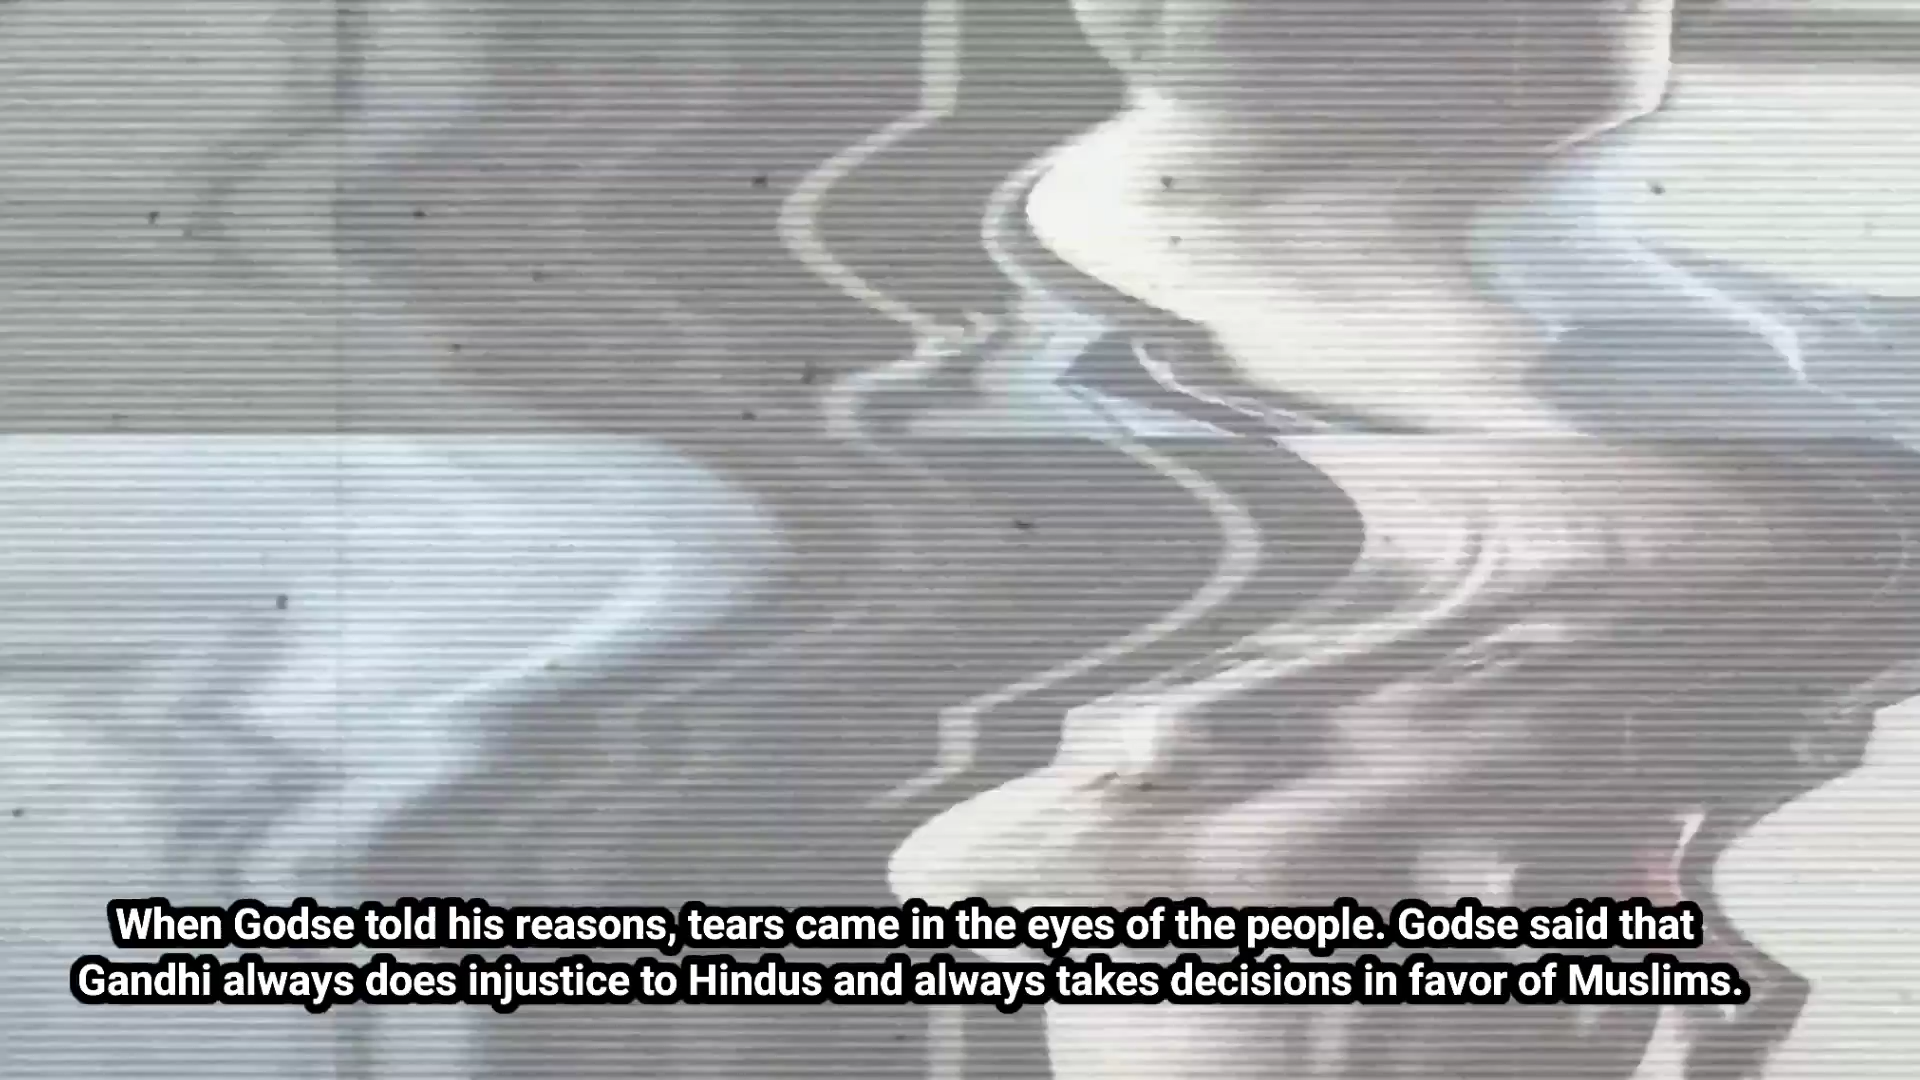 When Godse told his reasons, tears came in the eyes of the people. Godse said that
Gandhi always does injustice to Hindus and always takes decisions in favor of Muslims.